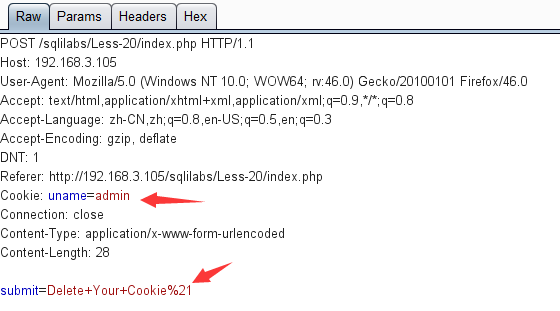 Raw Params Headers Hex
POST /sqlilabs/Less-20/index.php HTTP/1.1
Host: 192.168.3.105
User-Agent: Mozilla/5.0 (Windows NT 10.0; WOW64; rv:46.0) Gecko/20100101 Firefox/46.0
Accept: text/html,application/xhtml+xml,application/xml;q=0.9,*/*;q=0.8
Accept-Language: zh-CN,zh;q=0.8,en-US;q=0.5,en;q=0.3
Accept-Encoding: gzip, deflate
DNT: 1
Referer: http://192.168.3.105/sqlilabs/Less-20/index.php
Cookie: uname=admin
Connection: close
Content-Type: application/x-www-form-urlencoded
Content-Length: 28
submit=Delete+Your+Cookie%21